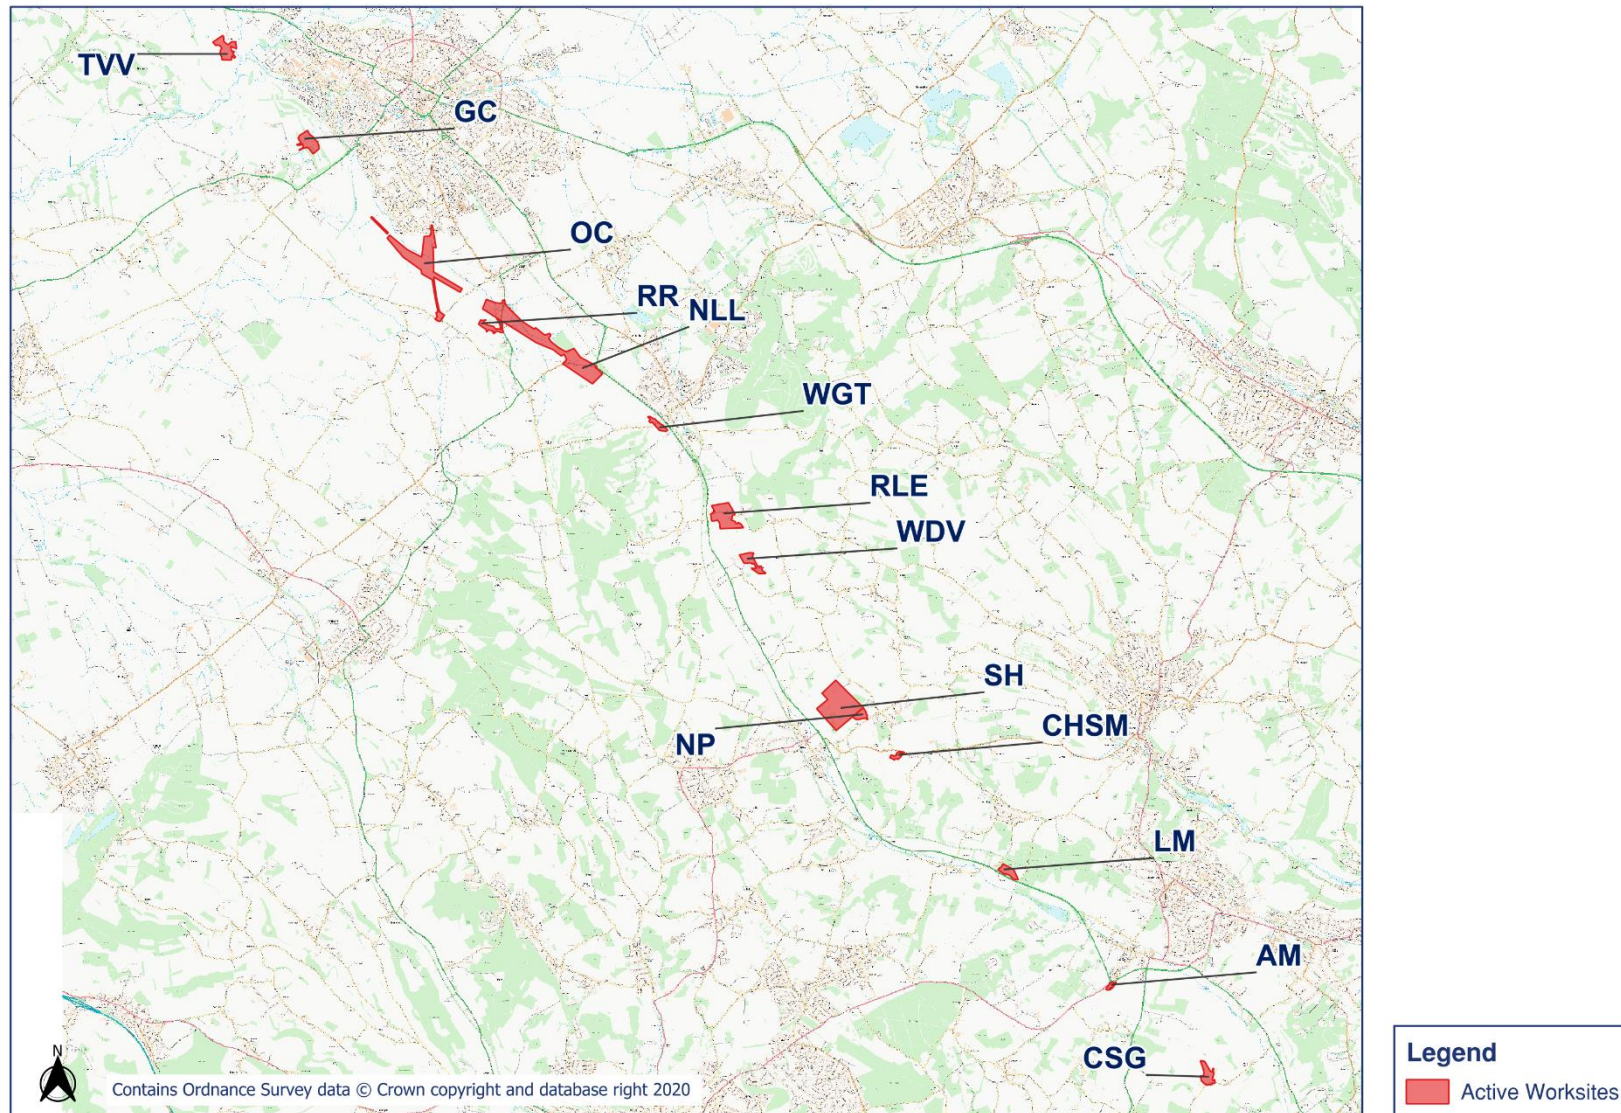 TVV
GC
OC
RR
NLL
WGT
RLE
WDV
SH
NP
CHSM
LM
AM
CSG
N
Contains Ordnance Survey data © Crown copyright and database right 2020
Legend
Active Worksites